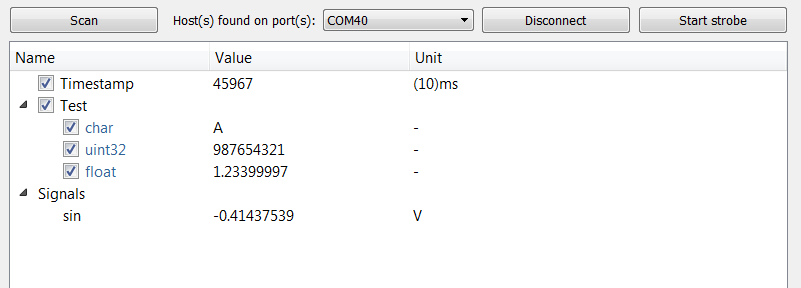 Scan Host(s) found on port(s): COM40 Disconnect Start strobe
Name Value Unit
Timestamp 45967 (10)ms
Test
char A -
uint32 987654321 -
float 1.23399997 -
Signals
sin -0.41437539 V